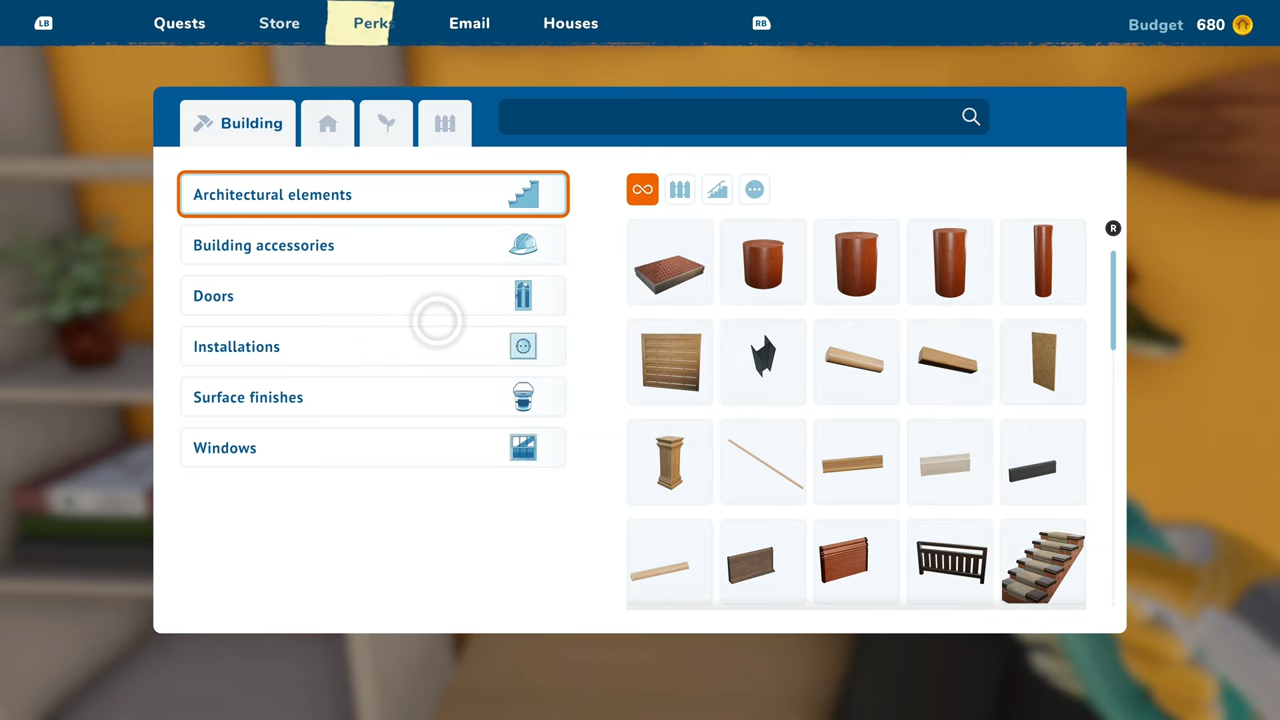 LB Quests Store Perks Email Houses RB Budget 680
Building
Architectural elements
R
Building accessories
Doors
Installations
Surface finishes
Windows